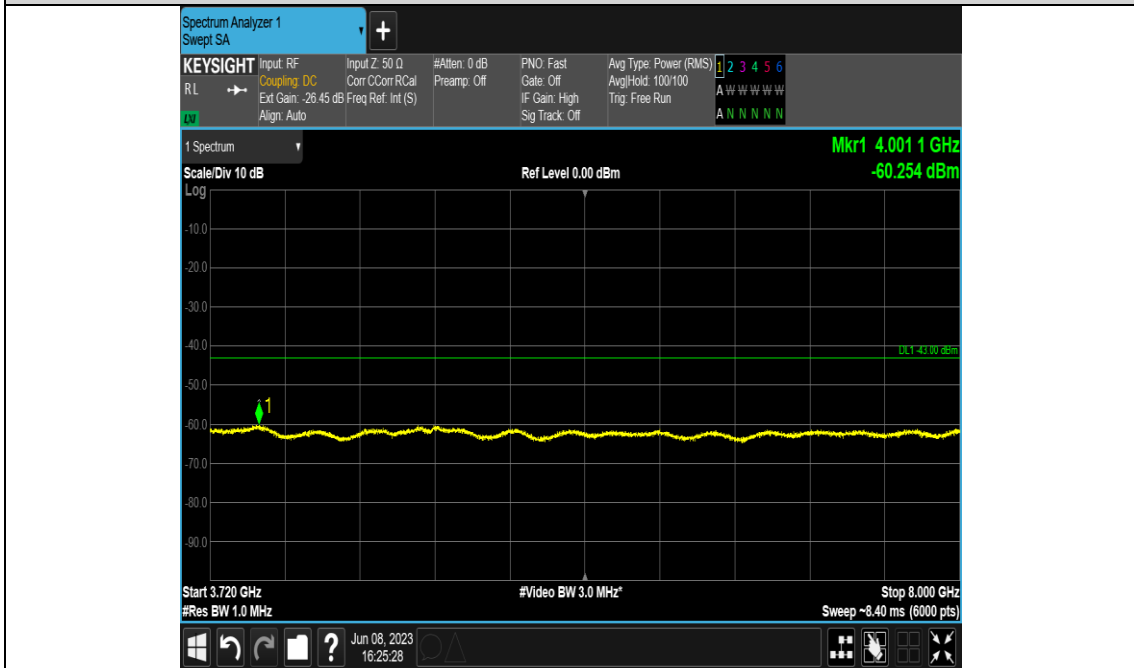 Spectrum Analyzer 1
Swept SA
+
KEYSIGHT Input: RF Input Z: 50 Ω #Atten: 0 dB PNO: Fast Avg Type: Power (RMS) 1 2 3 4 5 6
RL Coupling: DC Corr CCorr RCal Preamp: Off Gate: Off Avg|Hold: 100/100 A W W W W W
Ext Gain: -26.45 dB Freq Ref: Int (S) IF Gain: High Trig: Free Run
LXI Align: Auto Sig Track: Off A N N N N N
1 Spectrum Mkr1 4.001 1 GHz
Scale/Div 10 dB Ref Level 0.00 dBm -60.254 dBm
Log
-10.0
-20.0
-30.0
-40.0
DL1 -43.00 dBm
-50.0
1
-60.0
-70.0
-80.0
-90.0
Start 3.720 GHz #Video BW 3.0 MHz* Stop 8.000 GHz
#Res BW 1.0 MHz Sweep ~8.40 ms (6000 pts)
? Jun 08, 2023
16:25:28